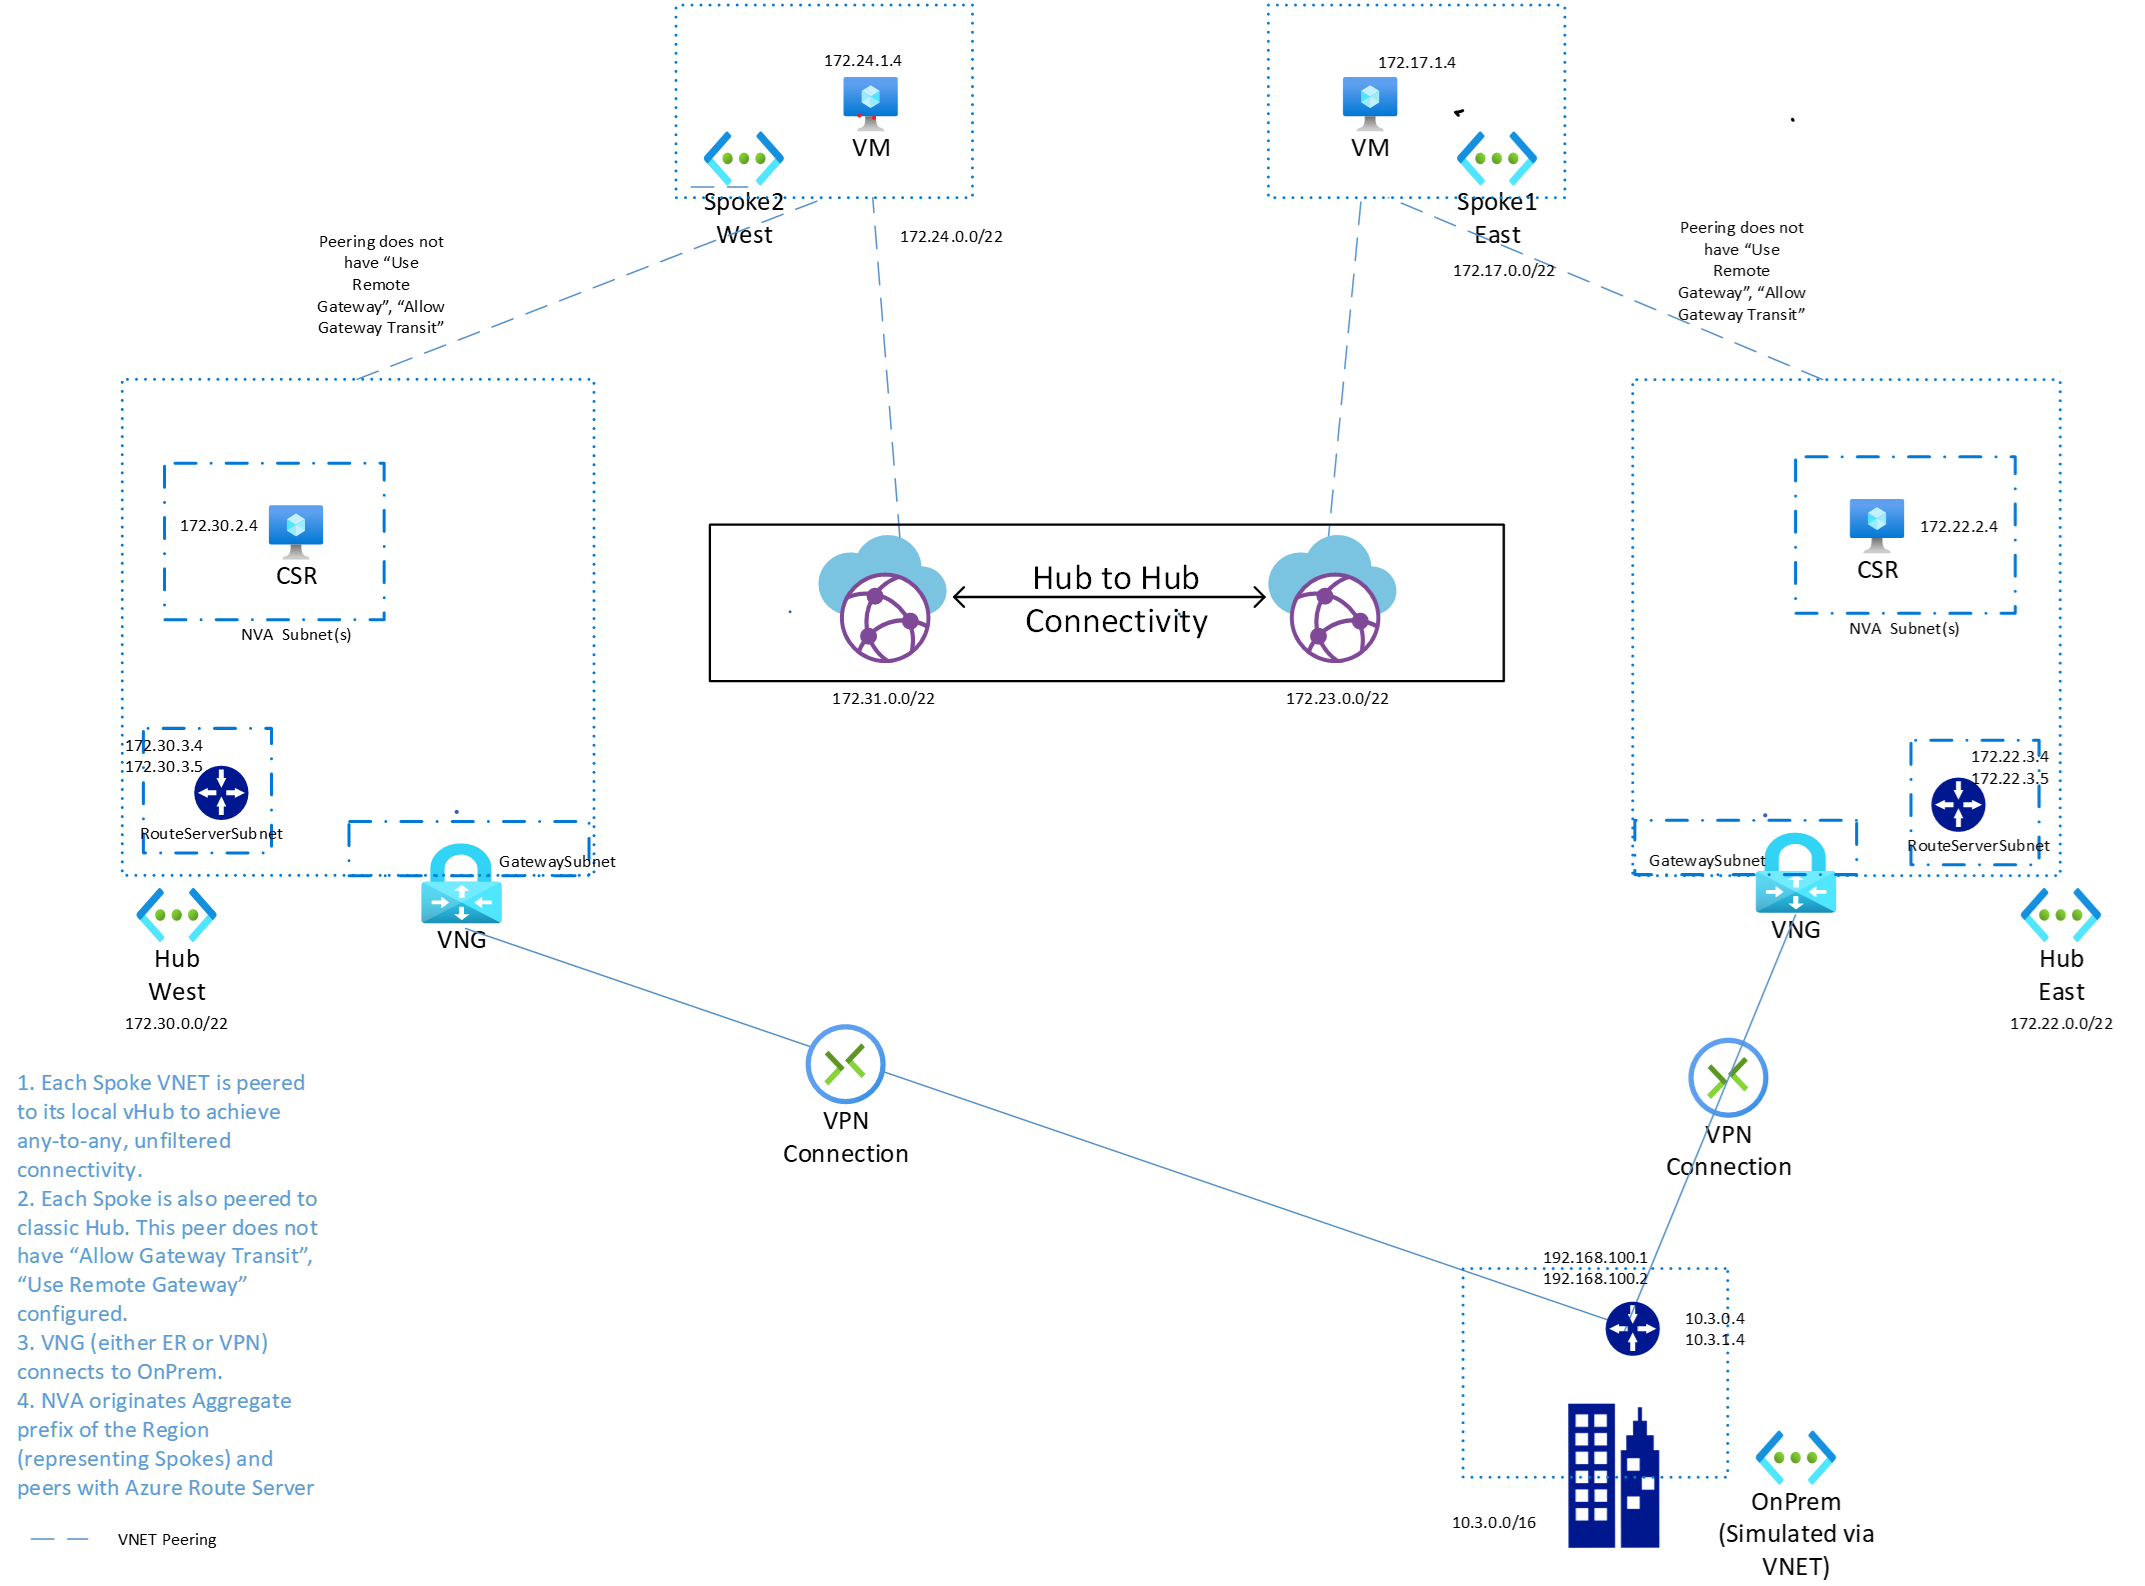 172.24.1.4
VM
Spoke2
West
172.24.0.0/22
172.17.1.4
VM
Spoke1
East
172.17.0.0/22
Peering does not
have “Use
Remote
Gateway”, “Allow
Gateway Transit”
Peering does not
have “Use
Remote
Gateway”, “Allow
Gateway Transit”
172.30.2.4
CSR
NVA Subnet(s)
Hub to Hub
Connectivity
172.31.0.0/22
172.23.0.0/22
172.22.2.4
CSR
NVA Subnet(s)
172.30.3.4
172.30.3.5
RouteServerSubnet
GatewaySubnet
VNG
Hub
West
172.30.0.0/22
172.22.3.4
172.22.3.5
RouteServerSubnet
GatewaySubnet
VNG
Hub
East
172.22.0.0/22
VPN
Connection
VPN
Connection
1. Each Spoke VNET is peered
to its local vHub to achieve
any-to-any, unfiltered
connectivity.
2. Each Spoke is also peered to
classic Hub. This peer does not
have “Allow Gateway Transit”,
“Use Remote Gateway”
configured.
3. VNG (either ER or VPN)
connects to OnPrem.
4. NVA originates Aggregate
prefix of the Region
(representing Spokes) and
peers with Azure Route Server
VNET Peering
192.168.100.1
192.168.100.2
10.3.0.4
10.3.1.4
10.3.0.0/16
OnPrem
(Simulated via
VNET)